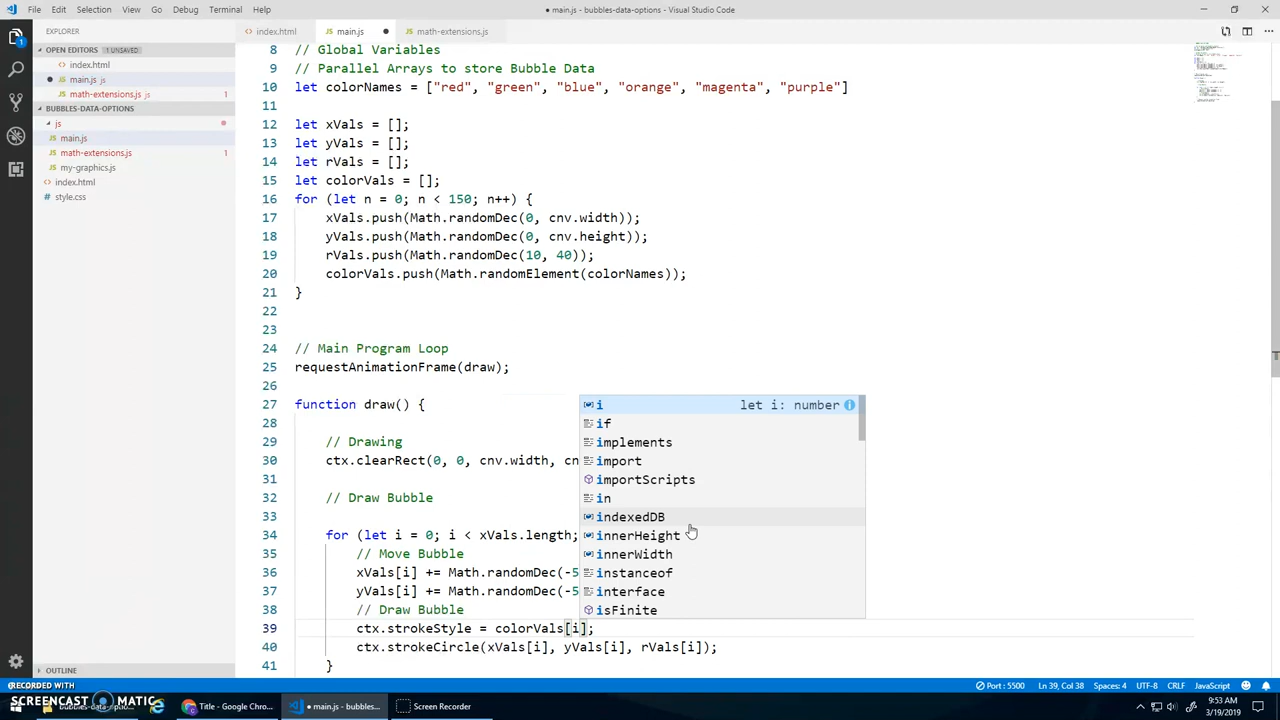 File Edit Selection View Go Debug Terminal Help
● main.js - bubbles-data-options - Visual Studio Code
EXPLORER
OPEN EDITORS 1 UNSAVED
index.html
main.js js
math-extensions.js 1
BUBBLES-DATA-OPTIONS
js
main.js
math-extensions.js 1
my-graphics.js
index.html
style.css
OUTLINE
index.html main.js ● math-extensions.js
8 // Global Variables
9 // Parallel Arrays to store Bubble Data
10 let colorNames = ["red", "green", "blue", "orange", "magenta", "purple"]
11
12 let xVals = [];
13 let yVals = [];
14 let rVals = [];
15 let colorVals = [];
16 for (let n = 0; n < 150; n++) {
17 xVals.push(Math.randomDec(0, cnv.width));
18 yVals.push(Math.randomDec(0, cnv.height));
19 rVals.push(Math.randomDec(10, 40));
20 colorVals.push(Math.randomElement(colorNames));
21 }
22
23
24 // Main Program Loop
25 requestAnimationFrame(draw);
26
27 function draw() {
28
29 // Drawing
30 ctx.clearRect(0, 0, cnv.width, cn
31
32 // Draw Bubble
33
34 for (let i = 0; i < xVals.length;
35 // Move Bubble
36 xVals[i] += Math.randomDec(-5
37 yVals[i] += Math.randomDec(-5
38 // Draw Bubble
39 ctx.strokeStyle = colorVals[i];
40 ctx.strokeCircle(xVals[i], yVals[i], rVals[i]);
41 }
i let i: number
if
implements
import
importScripts
in
indexedDB
innerHeight
innerWidth
instanceof
interface
isFinite
Port : 5500 Ln 39, Col 38 Spaces: 4 UTF-8 CRLF JavaScript
RECORDED WITH
SCREENCAST MATIC
bubbles-data-options
Title - Google Chro...
● main.js - bubbles...
Screen Recorder
9:53 AM
3/19/2019